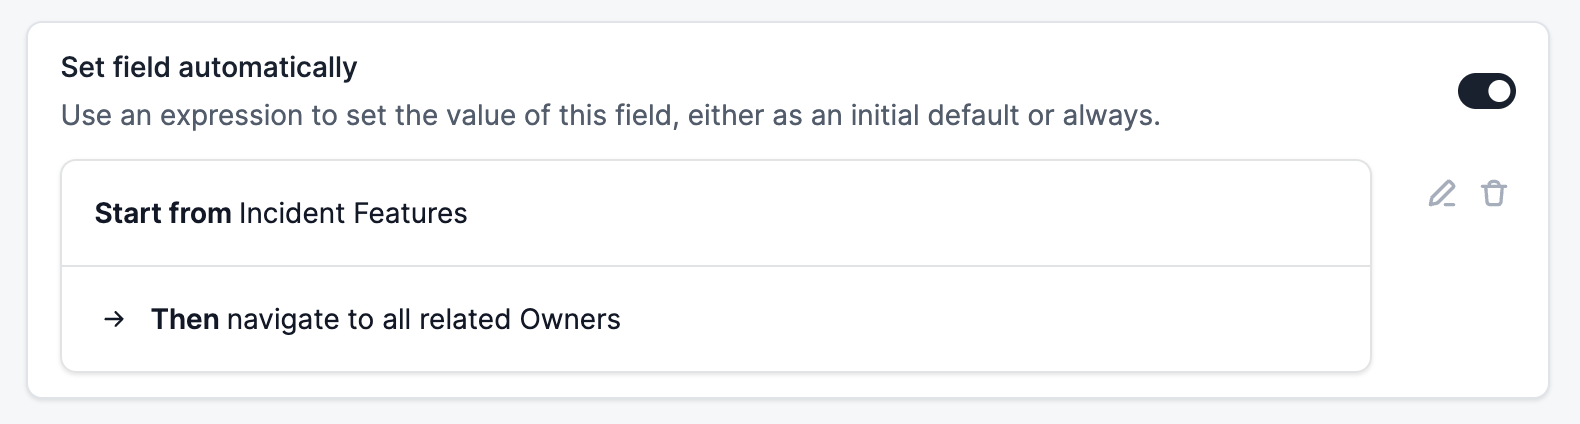 Set field automatically
Use an expression to set the value of this field, either as an initial default or always.
Start from Incident Features
→ Then navigate to all related Owners